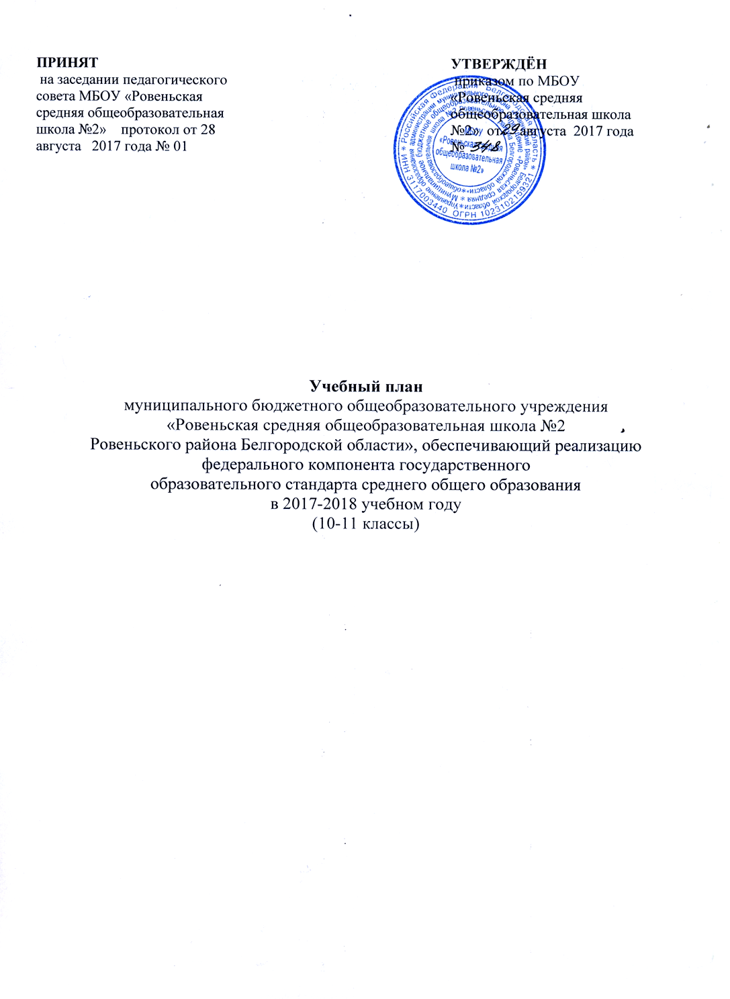 ПРИНЯТ
на заседании педагогического
совета МБОУ «Ровеньская
средняя общеобразовательная
школа №2» протокол от 28
августа 2017 года № 01
УТВЕРЖДЁН
приказом по МБОУ
«Ровеньская средняя
общеобразовательная школа
№2» от 29 августа 2017 года
№ 348
Российская Федерация Белгородская область
ИНН 3117003440 ОГРН 1023102159321
МБОУ
«Ровеньская средняя
общеобразовательная
школа №2»
Учебный план
муниципального бюджетного общеобразовательного учреждения
«Ровеньская средняя общеобразовательная школа №2
Ровеньского района Белгородской области», обеспечивающий реализацию
федерального компонента государственного
образовательного стандарта среднего общего образования
в 2017-2018 учебном году
(10-11 классы)